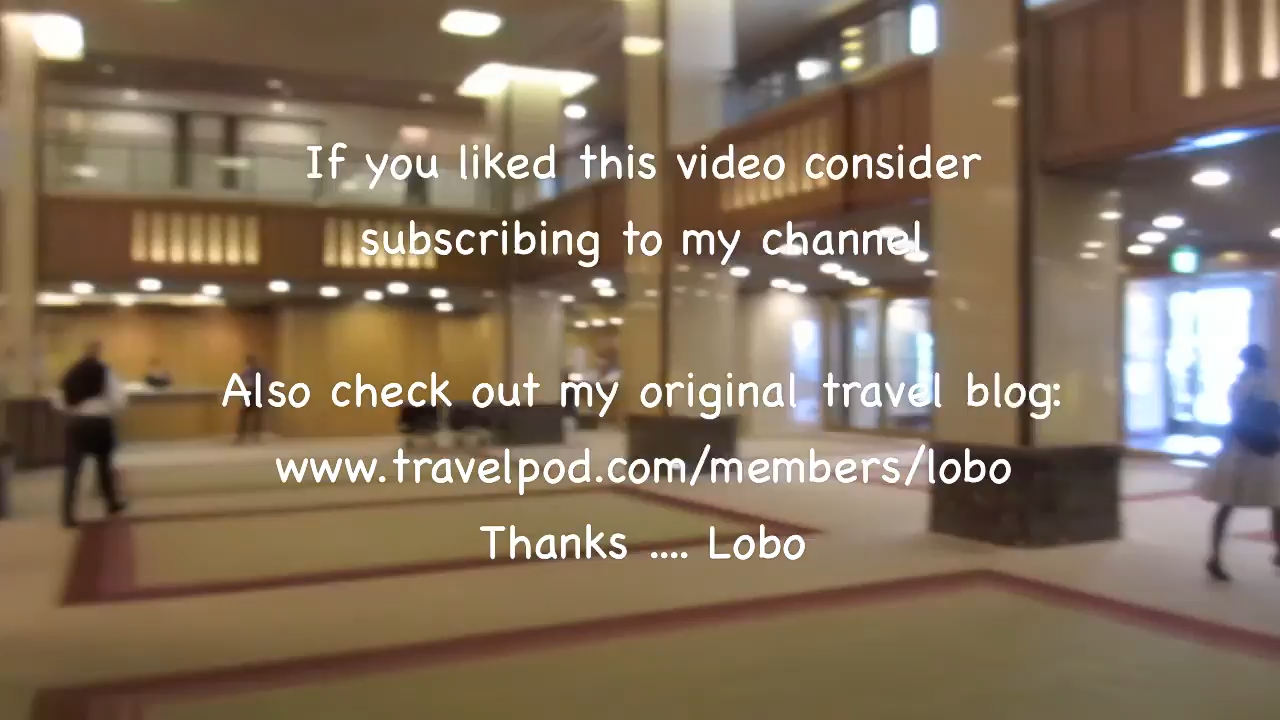 If you liked this video consider
subscribing to my channel
Also check out my original travel blog:
www.travelpod.com/members/lobo
Thanks .... Lobo